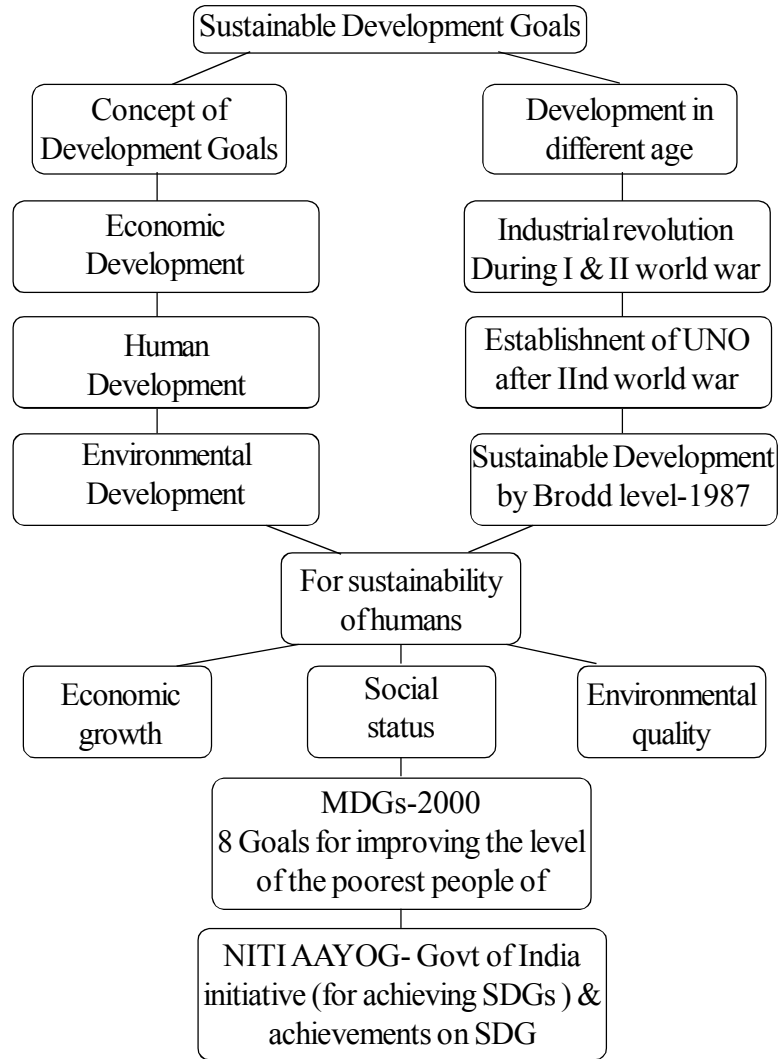 Sustainable Development Goals
Concept of
Development Goals
Development in
different age
Economic
Development
Industrial revolution
During I & II world war
Human
Development
Establishnent of UNO
after IInd world war
Environmental
Development
Sustainable Development
by Brodd level-1987
For sustainability
of humans
Economic
growth
Social
status
Environmental
quality
MDGs-2000
8 Goals for improving the level
of the poorest people of
NITI AAYOG- Govt of India
initiative (for achieving SDGs ) &
achievements on SDG